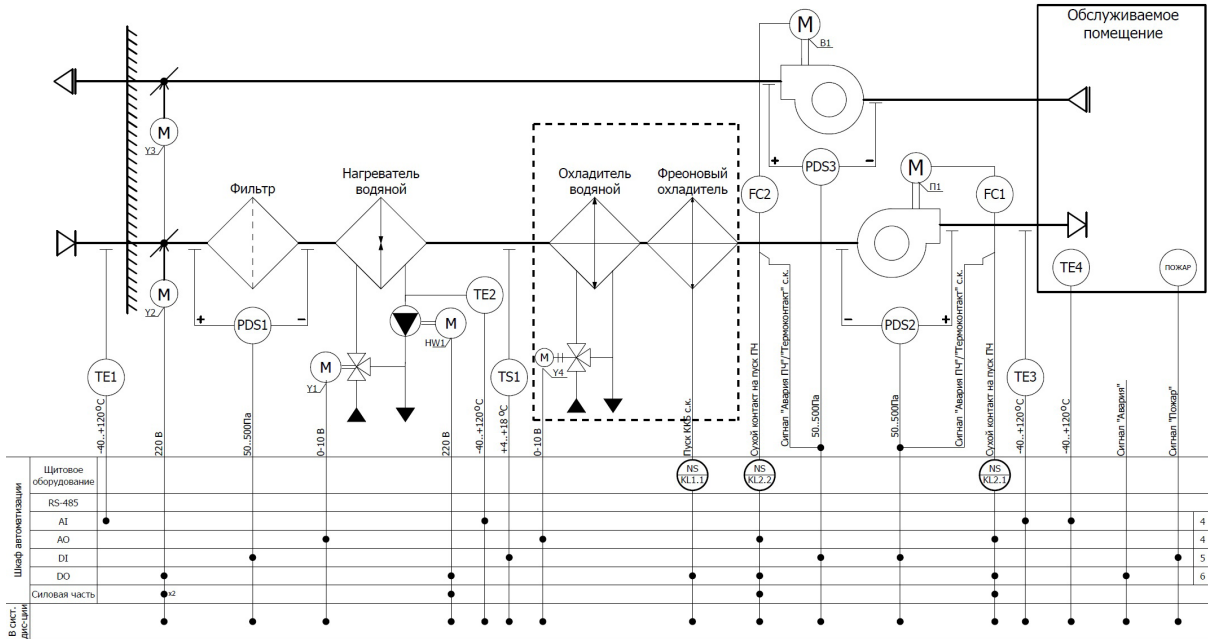 Обслуживаемое
помещение
M
В1
M
Y3
Фильтр
Нагреватель
водяной
Охладитель
водяной
Фреоновый
охладитель
+
PDS3
-
M
П1
FC2
FC1
M
Y2
+
PDS1
-
TE2
M
HW1
TE4
ПОЖАР
-
PDS2
+
TE1
M
Y1
TS1
M
Y4
TE3
-40..+120°C
220 В
50..500Па
0-10 В
220 В
-40..+120°C
+4..+18 °C
0-10 В
Пуск ККБ с.к.
Сухой контакт на пуск ПЧ
Сигнал "Авария ПЧ"/"Термоконтакт" с.к.
50..500Па
50..500Па
Сигнал "Авария ПЧ"/"Термоконтакт" с.к.
Сухой контакт на пуск ПЧ
-40..+120°C
-40..+120°C
Сигнал "Авария"
Сигнал "Пожар"
Шкаф автоматизации
Щитовое
оборудование
NS
KL1.1
NS
KL2.2
NS
KL2.1
RS-485
AI
4
AO
4
DI
5
DO
6
Силовая часть
x2
В сист.
дис-ции